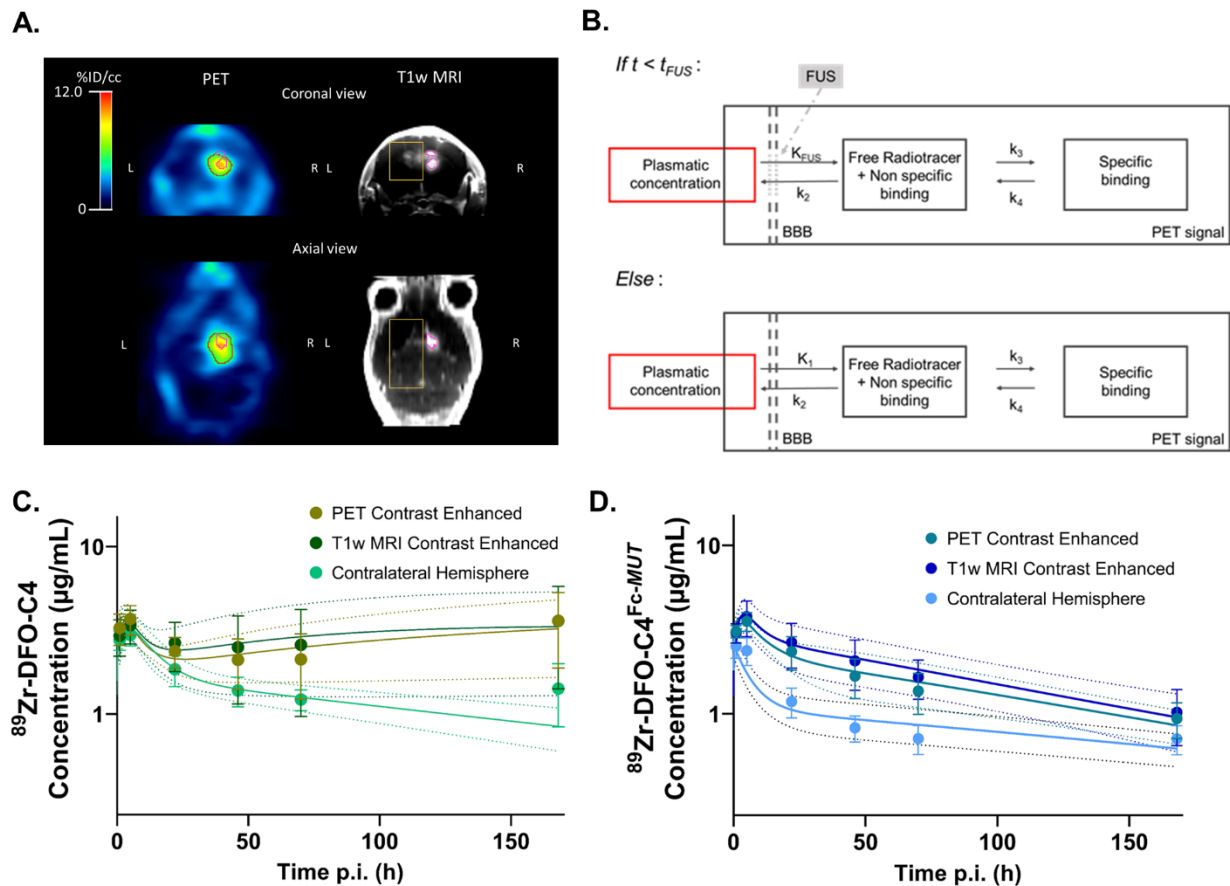 A.
%ID/cc
12.0
0
PET
T1w MRI
Coronal view
L
R
L
R
Axial view
L
R
L
R
B.
If t < tFUS :
FUS
Plasmatic
concentration
KFUS
k2
BBB
Free Radiotracer
+ Non specific
binding
k3
k4
Specific
binding
PET signal
Else :
Plasmatic
concentration
K1
k2
BBB
Free Radiotracer
+ Non specific
binding
k3
k4
Specific
binding
PET signal
C.
89Zr-DFO-C4
Concentration (µg/mL)
10
1
PET Contrast Enhanced
T1w MRI Contrast Enhanced
Contralateral Hemisphere
0
50
100
150
Time p.i. (h)
D.
89Zr-DFO-C4Fc-MUT
Concentration (µg/mL)
10
1
PET Contrast Enhanced
T1w MRI Contrast Enhanced
Contralateral Hemisphere
0
50
100
150
Time p.i. (h)